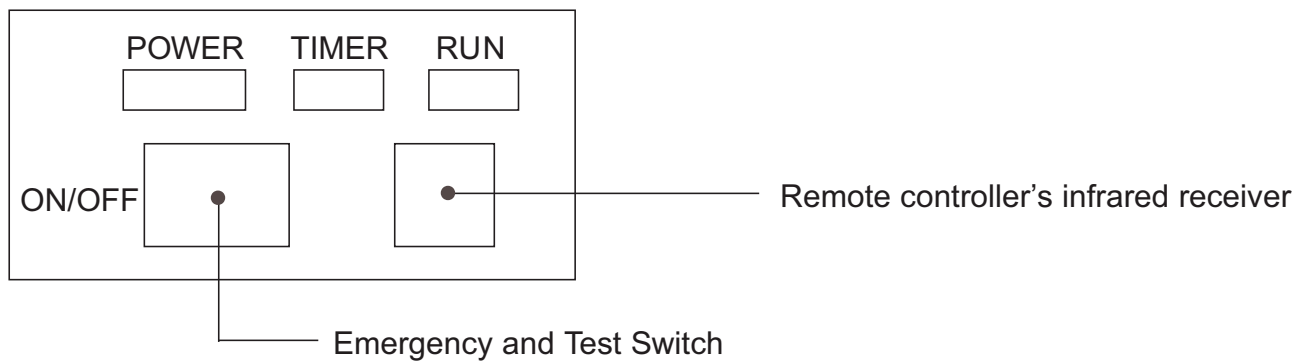 POWER TIMER RUN
ON/OFF
Remote controller’s infrared receiver
Emergency and Test Switch